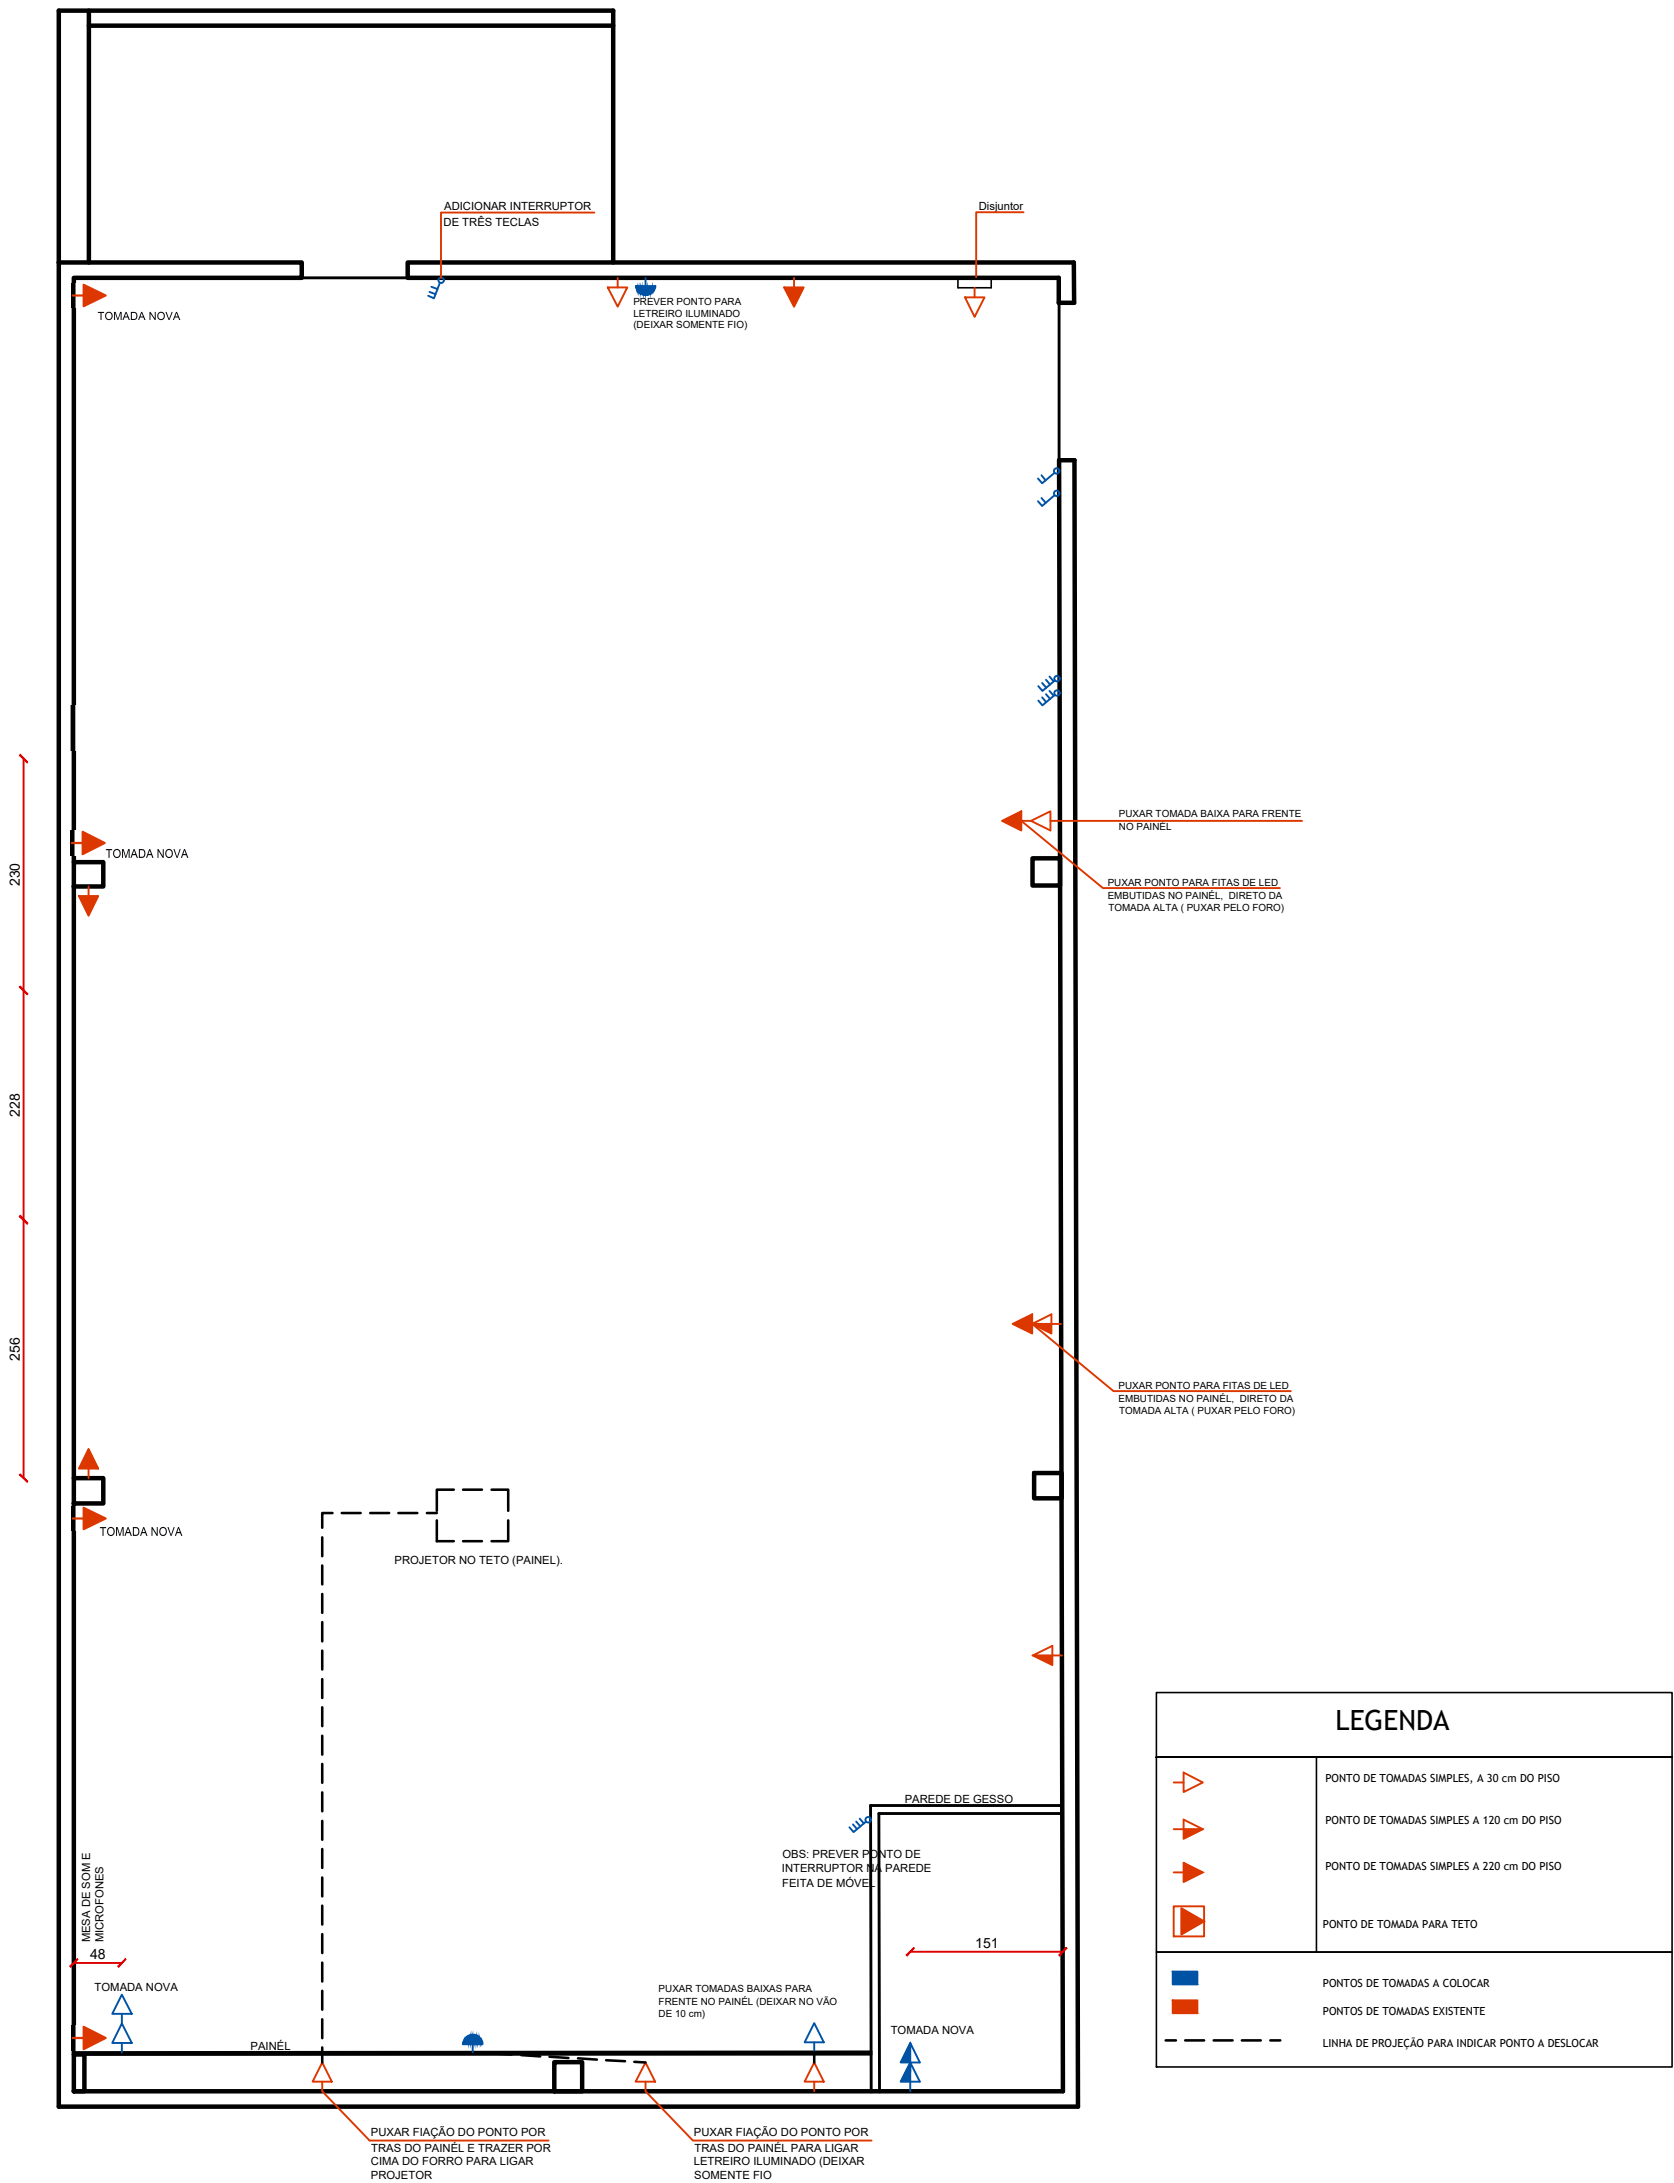 ADICIONAR INTERRUPTOR
DE TRÊS TECLAS
Disjuntor
TOMADA NOVA
PREVER PONTO PARA
LETREIRO ILUMINADO
(DEIXAR SOMENTE FIO)
PUXAR TOMADA BAIXA PARA FRENTE
NO PAINÉL
TOMADA NOVA
230
PUXAR PONTO PARA FITAS DE LED
EMBUTIDAS NO PAINÉL, DIRETO DA
TOMADA ALTA ( PUXAR PELO FORO)
228
256
PUXAR PONTO PARA FITAS DE LED
EMBUTIDAS NO PAINÉL, DIRETO DA
TOMADA ALTA ( PUXAR PELO FORO)
TOMADA NOVA
PROJETOR NO TETO (PAINEL).
PAREDE DE GESSO
OBS: PREVER PONTO DE
INTERRUPTOR NA PAREDE
FEITA DE MÓVEL
MESA DE SOM E
MICROFONES
48
151
TOMADA NOVA
PUXAR TOMADAS BAIXAS PARA
FRENTE NO PAINÉL (DEIXAR NO VÃO
DE 10 cm)
TOMADA NOVA
PAINÉL
PUXAR FIAÇÃO DO PONTO POR
TRAS DO PAINÉL E TRAZER POR
CIMA DO FORRO PARA LIGAR
PROJETOR
PUXAR FIAÇÃO DO PONTO POR
TRAS DO PAINÉL PARA LIGAR
LETREIRO ILUMINADO (DEIXAR
SOMENTE FIO
LEGENDA
PONTO DE TOMADAS SIMPLES, A 30 cm DO PISO
PONTO DE TOMADAS SIMPLES A 120 cm DO PISO
PONTO DE TOMADAS SIMPLES A 220 cm DO PISO
PONTO DE TOMADA PARA TETO
PONTOS DE TOMADAS A COLOCAR
PONTOS DE TOMADAS EXISTENTE
LINHA DE PROJEÇÃO PARA INDICAR PONTO A DESLOCAR